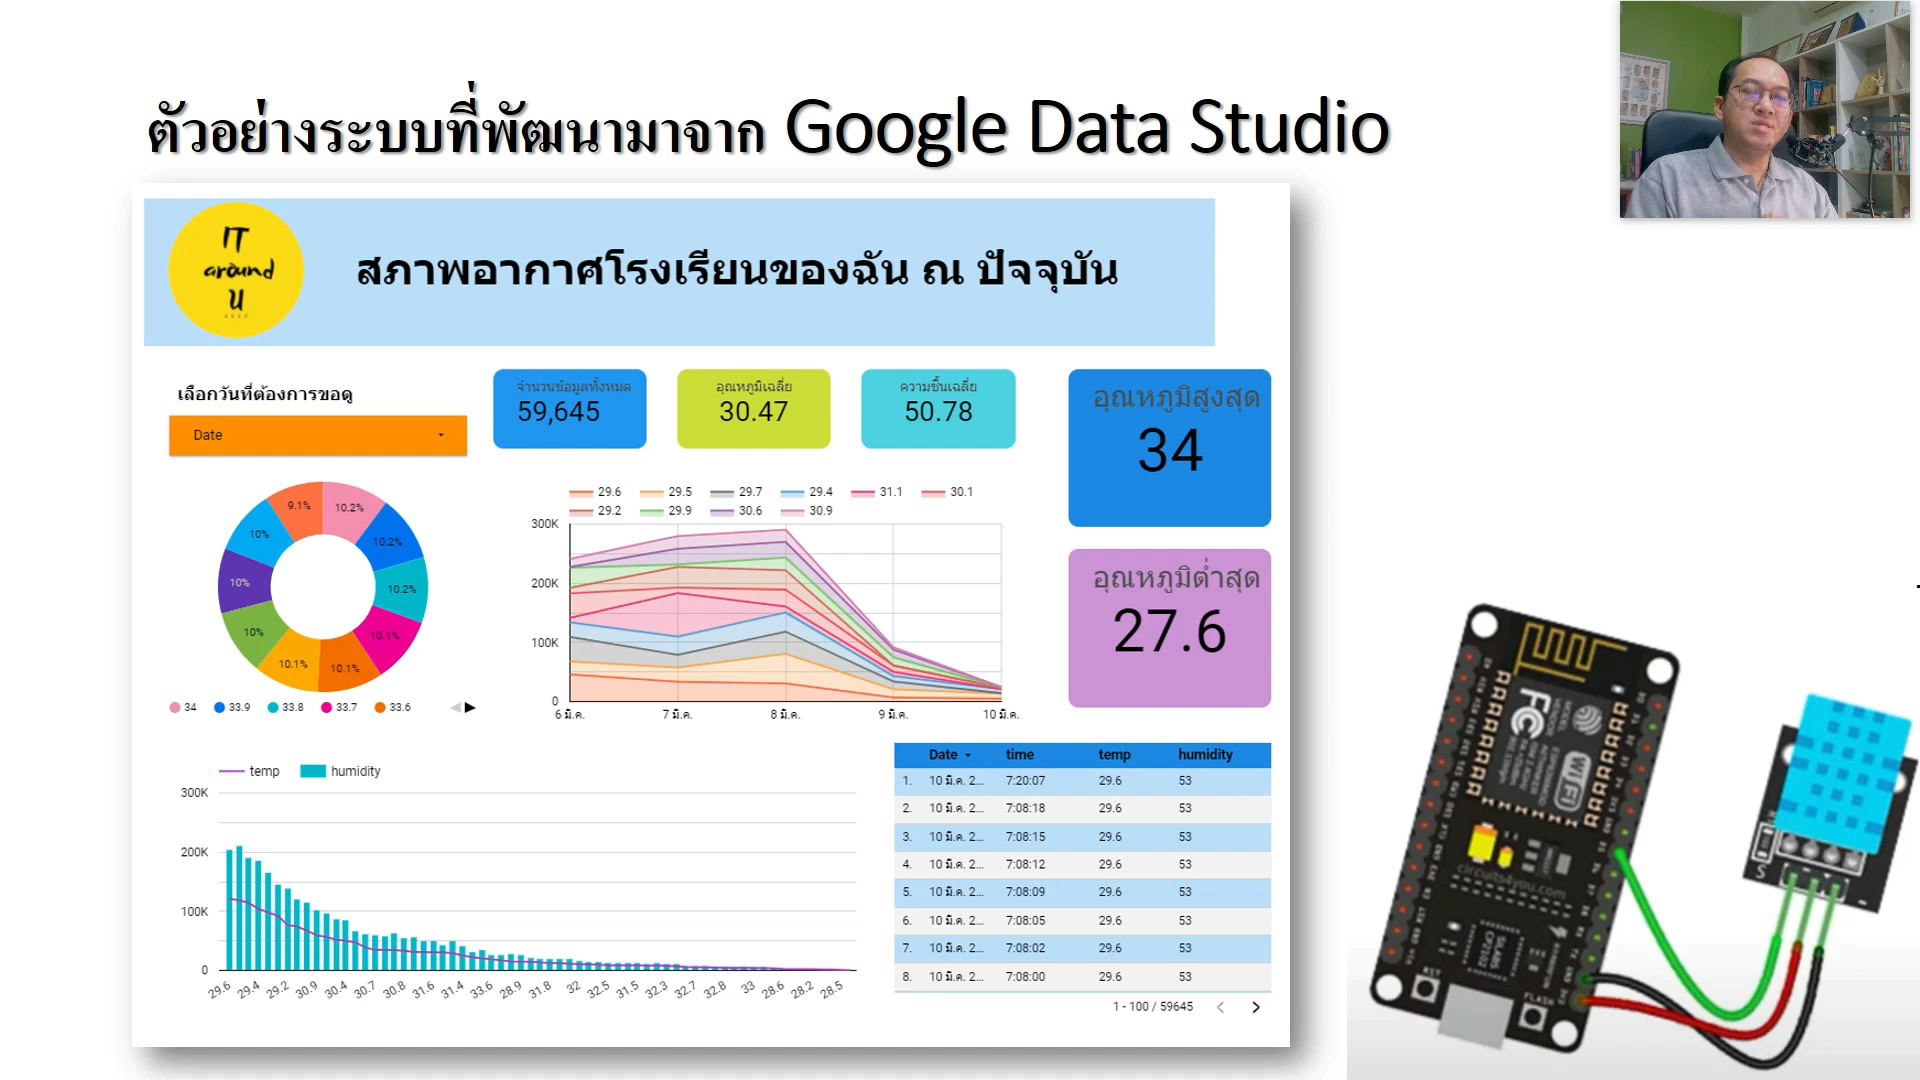 ตัวอย่างระบบที่พัฒนามาจาก Google Data Studio
IT
around
U
สภาพอากาศโรงเรียนของฉัน ณ ปัจจุบัน
เลือกวันที่ต้องการขอดู
Date
จำนวนข้อมูลทั้งหมด
59,645
อุณหภูมิเฉลี่ย
30.47
ความชื้นเฉลี่ย
50.78
อุณหภูมิสูงสุด
34
อุณหภูมิต่ำสุด
27.6
9.1% 10.2%
10% 10.2%
10% 10.2%
10% 10.1%
10.1% 10.1%
34 33.9 33.8 33.7 33.6
29.6 29.5 29.7 29.4 31.1 30.1
29.2 29.9 30.6 30.9
300K
200K
100K
0
6 มี.ค. 7 มี.ค. 8 มี.ค. 9 มี.ค. 10 มี.ค.
temp humidity
300K
200K
100K
0
29.6 29.4 29.2 30.9 30.4 30.7 30.8 31.6 31.4 33.6 28.9 31.8 32 32.5 31.5 32.3 32.7 32.8 33 28.6 28.2 28.5
Date time temp humidity
1. 10 มี.ค. 2... 7:20:07 29.6 53
2. 10 มี.ค. 2... 7:08:18 29.6 53
3. 10 มี.ค. 2... 7:08:15 29.6 53
4. 10 มี.ค. 2... 7:08:12 29.6 53
5. 10 มี.ค. 2... 7:08:09 29.6 53
6. 10 มี.ค. 2... 7:08:05 29.6 53
7. 10 มี.ค. 2... 7:08:02 29.6 53
8. 10 มี.ค. 2... 7:08:00 29.6 53
1 - 100 / 59645
FC
WiFi
circuits4you.com
SILABS
CP2102
RST
FLASH
S